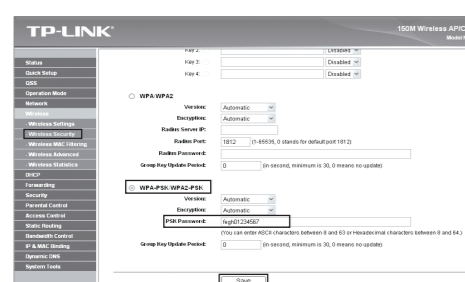 TP-LINK®
150M Wireless AP/C
Model
Status
Quick Setup
QSS
Operation Mode
Network
Wireless
- Wireless Settings
- Wireless Security
- Wireless MAC Filtering
- Wireless Advanced
- Wireless Statistics
DHCP
Forwarding
Security
Parental Control
Access Control
Static Routing
Bandwidth Control
IP & MAC Binding
Dynamic DNS
System Tools
Key 2: Disabled
Key 3: Disabled
Key 4: Disabled
WPA/WPA2
Version: Automatic
Encryption: Automatic
Radius Server IP:
Radius Port: 1812 (1-65535, 0 stands for default port 1812)
Radius Password:
Group Key Update Period: 0 (in second, minimum is 30, 0 means no update)
WPA-PSK/WPA2-PSK
Version: Automatic
Encryption: Automatic
PSK Password:
(You can enter ASCII characters between 8 and 63 or Hexadecimal characters between 8 and 64.)
Group Key Update Period: 0 (in second, minimum is 30, 0 means no update)
Save